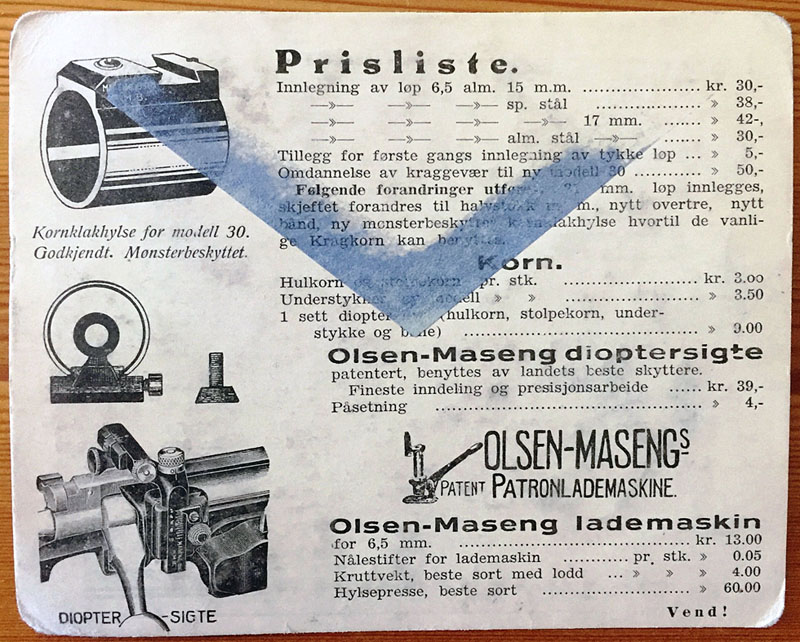 Prisliste.
Innlegning av løp 6,5 alm. 15 m.m. ........................ kr. 30,-
—»— —»— —»— sp. stål ..................... » 38,-
—»— —»— —»— —»— 17 mm. ......... » 42-,
—»— —»— —»— alm. stål —»— ......... » 30,-
Tillegg for første gangs innlegning av tykke løp ... » 5,-
Omdannelse av kraggevær til ny modell 30 ............ » 50,-
Følgende forandringer mm. løp innlegges,
skjeftet forandres til m., nytt overtre, nytt
bånd, ny mønsterbeskyttet kornklakhylse hvortil de vanli-
ge Kragkorn kan benyttes.
Kornklakhylse for modell 30.
Godkjendt. Mønsterbeskyttet.
Korn.
Hulkorn og stolpekorn pr. stk. ........................ kr. 3.00
Understykker modell » » ........................ » 3.50
1 sett (hulkorn, stolpekorn, under-
stykke og ........................ » 9.00
Olsen-Maseng dioptersigte
patentert, benyttes av landets beste skyttere.
Fineste inndeling og presisjonsarbeide ...... kr. 39,-
Påsetning ........................ » 4,-
OLSEN-MASENGS
PATENT PATRONLADEMASKINE.
Olsen-Maseng lademaskin
for 6,5 mm. ........................ kr. 13.00
Nålestifter for lademaskin ............ pr. stk. » 0.05
Kruttvekt, beste sort med lodd ... » » » 4.00
Hylsepresse, beste sort ........................ » 60.00
DIOPTER - SIGTE
Vend!